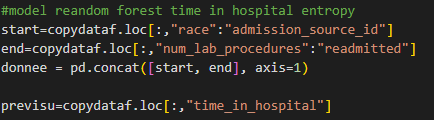 #model reandom forest time in hospital entropy
start=copydataf.loc[:,"race":"admission_source_id"]
end=copydataf.loc[:,"num_lab_procedures":"readmitted"]
donnee = pd.concat([start, end], axis=1)
previsu=copydataf.loc[:,"time_in_hospital"]